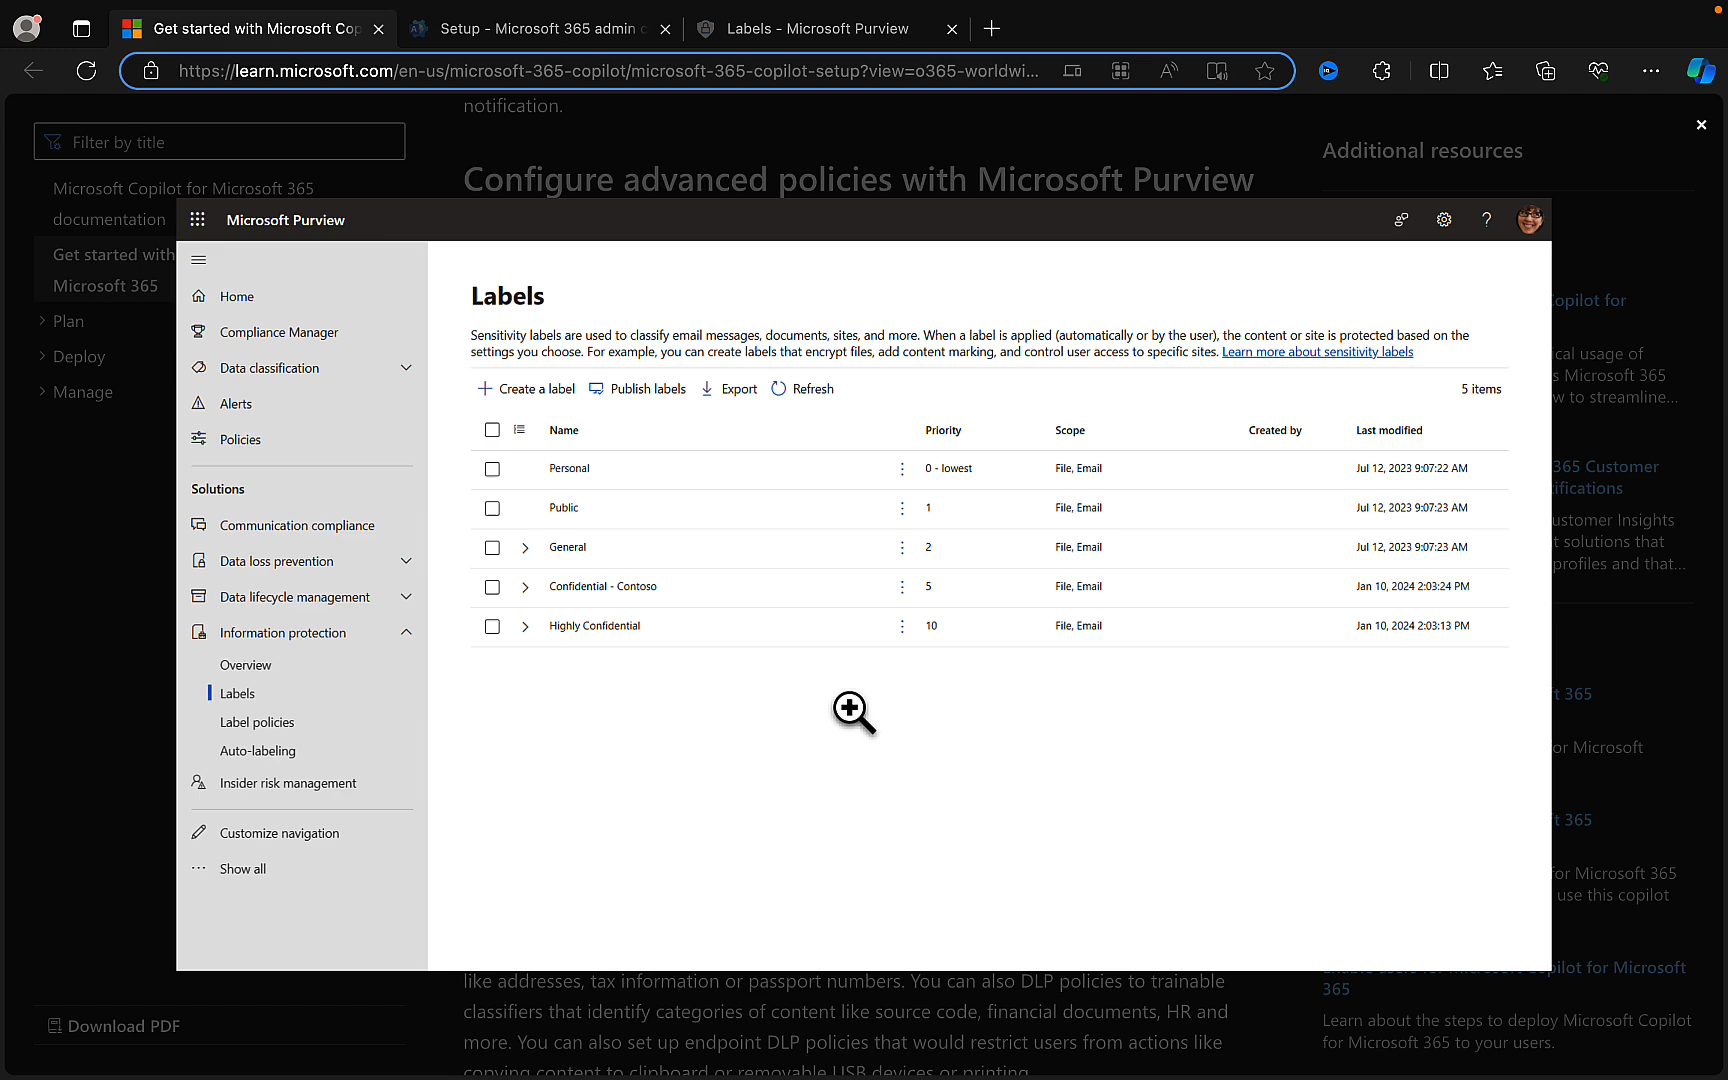 Get started with Microsoft Cop
Setup - Microsoft 365 admin c
Labels - Microsoft Purview
https://learn.microsoft.com/en-us/microsoft-365-copilot/microsoft-365-copilot-setup?view=o365-worldwi...
notification.
Filter by title
Additional resources
Configure advanced policies with Microsoft Purview
Microsoft Copilot for Microsoft 365
documentation
Get started with
Microsoft 365
Plan
Deploy
Manage
Download PDF
Microsoft Purview
?
Home
Compliance Manager
Data classification
Alerts
Policies
Solutions
Communication compliance
Data loss prevention
Data lifecycle management
Information protection
Overview
Labels
Label policies
Auto-labeling
Insider risk management
Customize navigation
Show all
Labels
Sensitivity labels are used to classify email messages, documents, sites, and more. When a label is applied (automatically or by the user), the content or site is protected based on the
settings you choose. For example, you can create labels that encrypt files, add content marking, and control user access to specific sites. Learn more about sensitivity labels
Create a label Publish labels Export Refresh 5 items
Name Priority Scope Created by Last modified
Personal 0 - lowest File, Email Jul 12, 2023 9:07:22 AM
Public 1 File, Email Jul 12, 2023 9:07:23 AM
General 2 File, Email Jul 12, 2023 9:07:23 AM
Confidential - Contoso 5 File, Email Jan 10, 2024 2:03:24 PM
Highly Confidential 10 File, Email Jan 10, 2024 2:03:13 PM
opilot for
cal usage of
s Microsoft 365
w to streamline...
365 Customer
ifications
ustomer Insights
t solutions that
profiles and that...
t 365
or Microsoft
t 365
for Microsoft 365
use this copilot
pilot for Microsoft
365
Learn about the steps to deploy Microsoft Copilot
for Microsoft 365 to your users.
like addresses, tax information or passport numbers. You can also DLP policies to trainable
classifiers that identify categories of content like source code, financial documents, HR and
more. You can also set up endpoint DLP policies that would restrict users from actions like
copying content to clipboard or removable USB devices or printing.